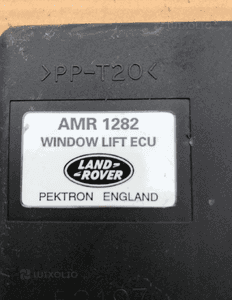 >PP-T20<
AMR 1282
WINDOW LIFT ECU
LAND-
ROVER
PEKTRON ENGLAND